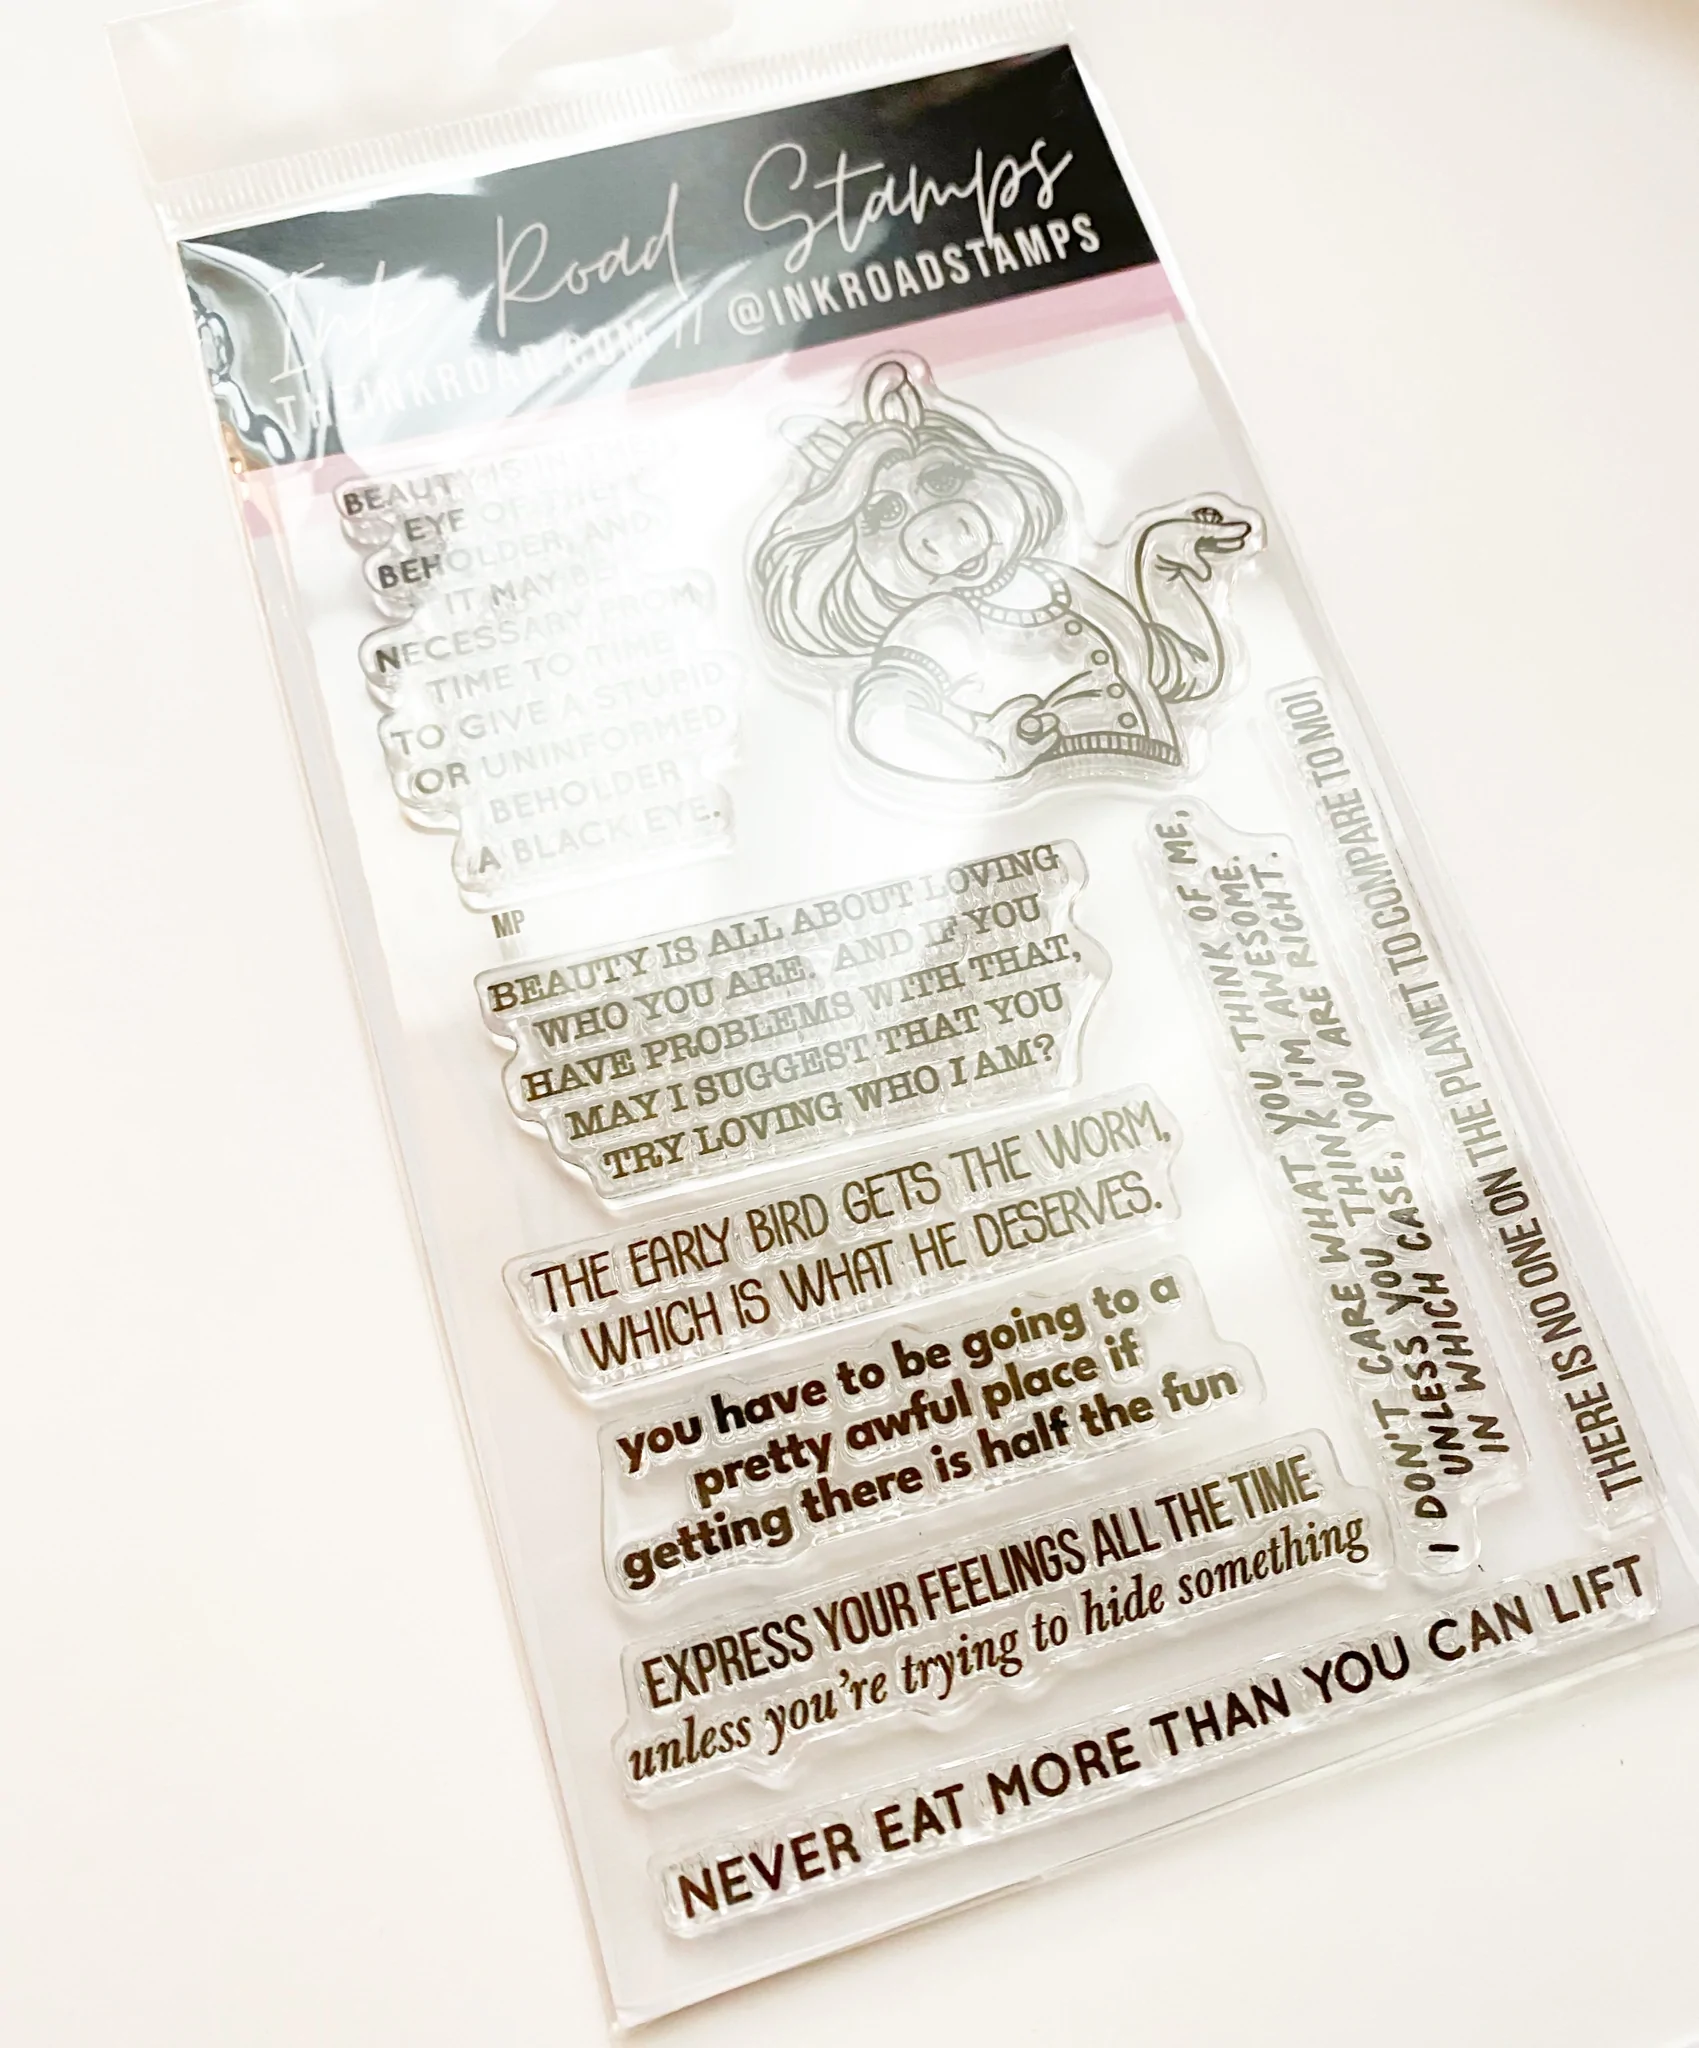 Ink Road Stamps
THEINKROAD.COM // @INKROADSTAMPS
BEAUTY IS IN THE
EYE OF THE
BEHOLDER, AND
IT MAY BE
NECESSARY FROM
TIME TO TIME
TO GIVE A STUPID
OR UNINFORMED
BEHOLDER
A BLACK EYE.
MP
BEAUTY IS ALL ABOUT LOVING
WHO YOU ARE. AND IF YOU
HAVE PROBLEMS WITH THAT,
MAY I SUGGEST THAT YOU
TRY LOVING WHO I AM?
THE EARLY BIRD GETS THE WORM,
WHICH IS WHAT HE DESERVES.
you have to be going to a
pretty awful place if
getting there is half the fun
EXPRESS YOUR FEELINGS ALL THE TIME
unless you're trying to hide something
NEVER EAT MORE THAN YOU CAN LIFT
I DON'T CARE WHAT YOU THINK OF ME,
UNLESS YOU THINK I'M AWESOME.
IN WHICH CASE, YOU ARE RIGHT.
THERE IS NO ONE ON THE PLANET TO COMPARE TO MOI